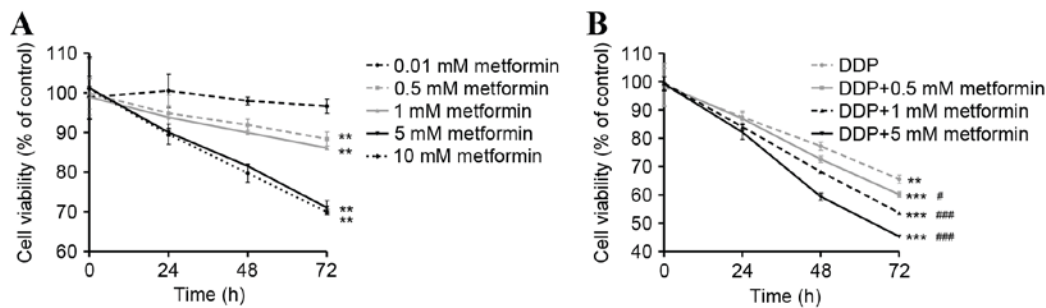 A
Cell viability (% of control)
110
100
90
80
70
60
0
24
48
72
Time (h)
0.01 mM metformin
0.5 mM metformin
1 mM metformin
5 mM metformin
10 mM metformin
**
**
**
**
B
Cell viability (% of control)
110
100
90
80
70
60
50
40
0
24
48
72
Time (h)
DDP
DDP+0.5 mM metformin
DDP+1 mM metformin
DDP+5 mM metformin
**
*** #
*** ###
*** ###